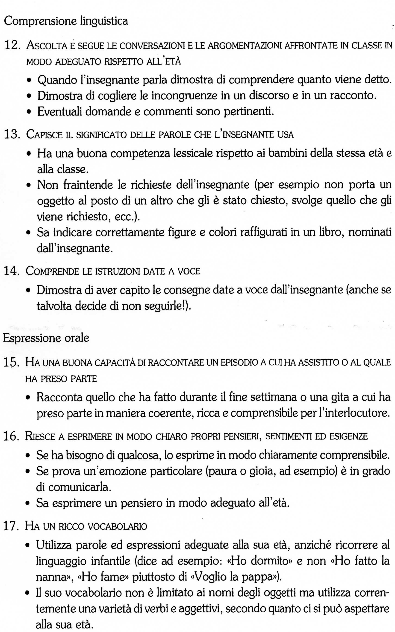 Comprensione linguistica
12. ASCOLTA E SEGUE LE CONVERSAZIONI E LE ARGOMENTAZIONI AFFRONTATE IN CLASSE IN
MODO ADEGUATO RISPETTO ALL'ETÀ
• Quando l'insegnante parla dimostra di comprendere quanto viene detto.
• Dimostra di cogliere le incongruenze in un discorso e in un racconto.
• Eventuali domande e commenti sono pertinenti.
13. CAPISCE IL SIGNIFICATO DELLE PAROLE CHE L'INSEGNANTE USA
• Ha una buona competenza lessicale rispetto ai bambini della stessa età e
alla classe.
• Non fraintende le richieste dell'insegnante (per esempio non porta un
oggetto al posto di un altro che gli è stato chiesto, svolge quello che gli
viene richiesto, ecc.).
• Sa indicare correttamente figure e colori raffigurati in un libro, nominati
dall'insegnante.
14. COMPRENDE LE ISTRUZIONI DATE A VOCE
• Dimostra di aver capito le consegne date a voce dall'insegnante (anche se
talvolta decide di non seguirle!).
Espressione orale
15. HA UNA BUONA CAPACITÀ DI RACCONTARE UN EPISODIO A CUI HA ASSISTITO O AL QUALE
HA PRESO PARTE
• Racconta quello che ha fatto durante il fine settimana o una gita a cui ha
preso parte in maniera coerente, ricca e comprensibile per l'interlocutore.
16. RIESCE A ESPRIMERE IN MODO CHIARO PROPRI PENSIERI, SENTIMENTI ED ESIGENZE
• Se ha bisogno di qualcosa, lo esprime in modo chiaramente comprensibile.
• Se prova un'emozione particolare (paura o gioia, ad esempio) è in grado
di comunicarla.
• Sa esprimere un pensiero in modo adeguato all'età.
17. HA UN RICCO VOCABOLARIO
• Utilizza parole ed espressioni adeguate alla sua età, anziché ricorrere al
linguaggio infantile (dice ad esempio: «Ho dormito» e non «Ho fatto la
nanna», «Ho fame» piuttosto di «Voglio la pappa»).
• Il suo vocabolario non è limitato ai nomi degli oggetti ma utilizza corren-
temente una varietà di verbi e aggettivi, secondo quanto ci si può aspettare
alla sua età.